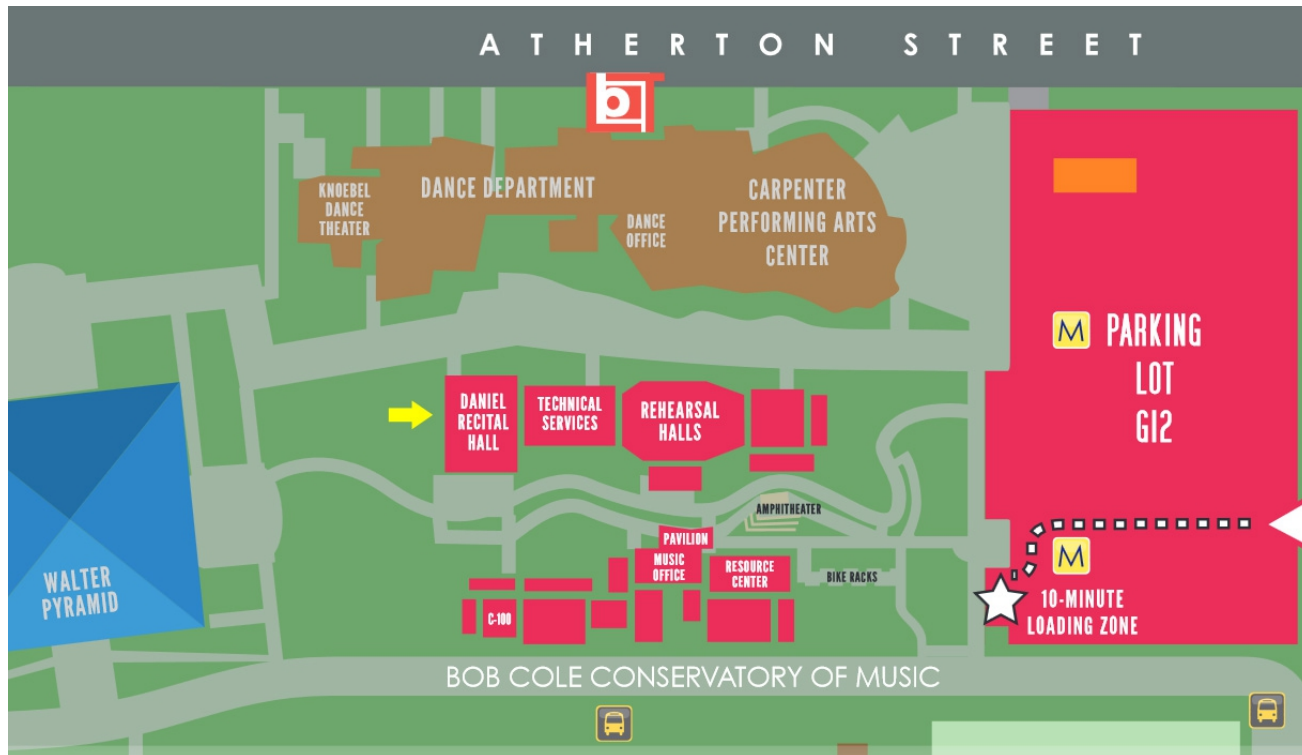 ATHERTON STREET
b
KNOEBEL
DANCE
THEATER
DANCE DEPARTMENT
DANCE
OFFICE
CARPENTER
PERFORMING ARTS
CENTER
M PARKING
LOT
G12
DANIEL
RECITAL
HALL
TECHNICAL
SERVICES
REHEARSAL
HALLS
AMPHITHEATER
PAVILION
MUSIC
OFFICE
RESOURCE
CENTER
BIKE RACKS
C-100
WALTER
PYRAMID
M
10-MINUTE
LOADING ZONE
BOB COLE CONSERVATORY OF MUSIC